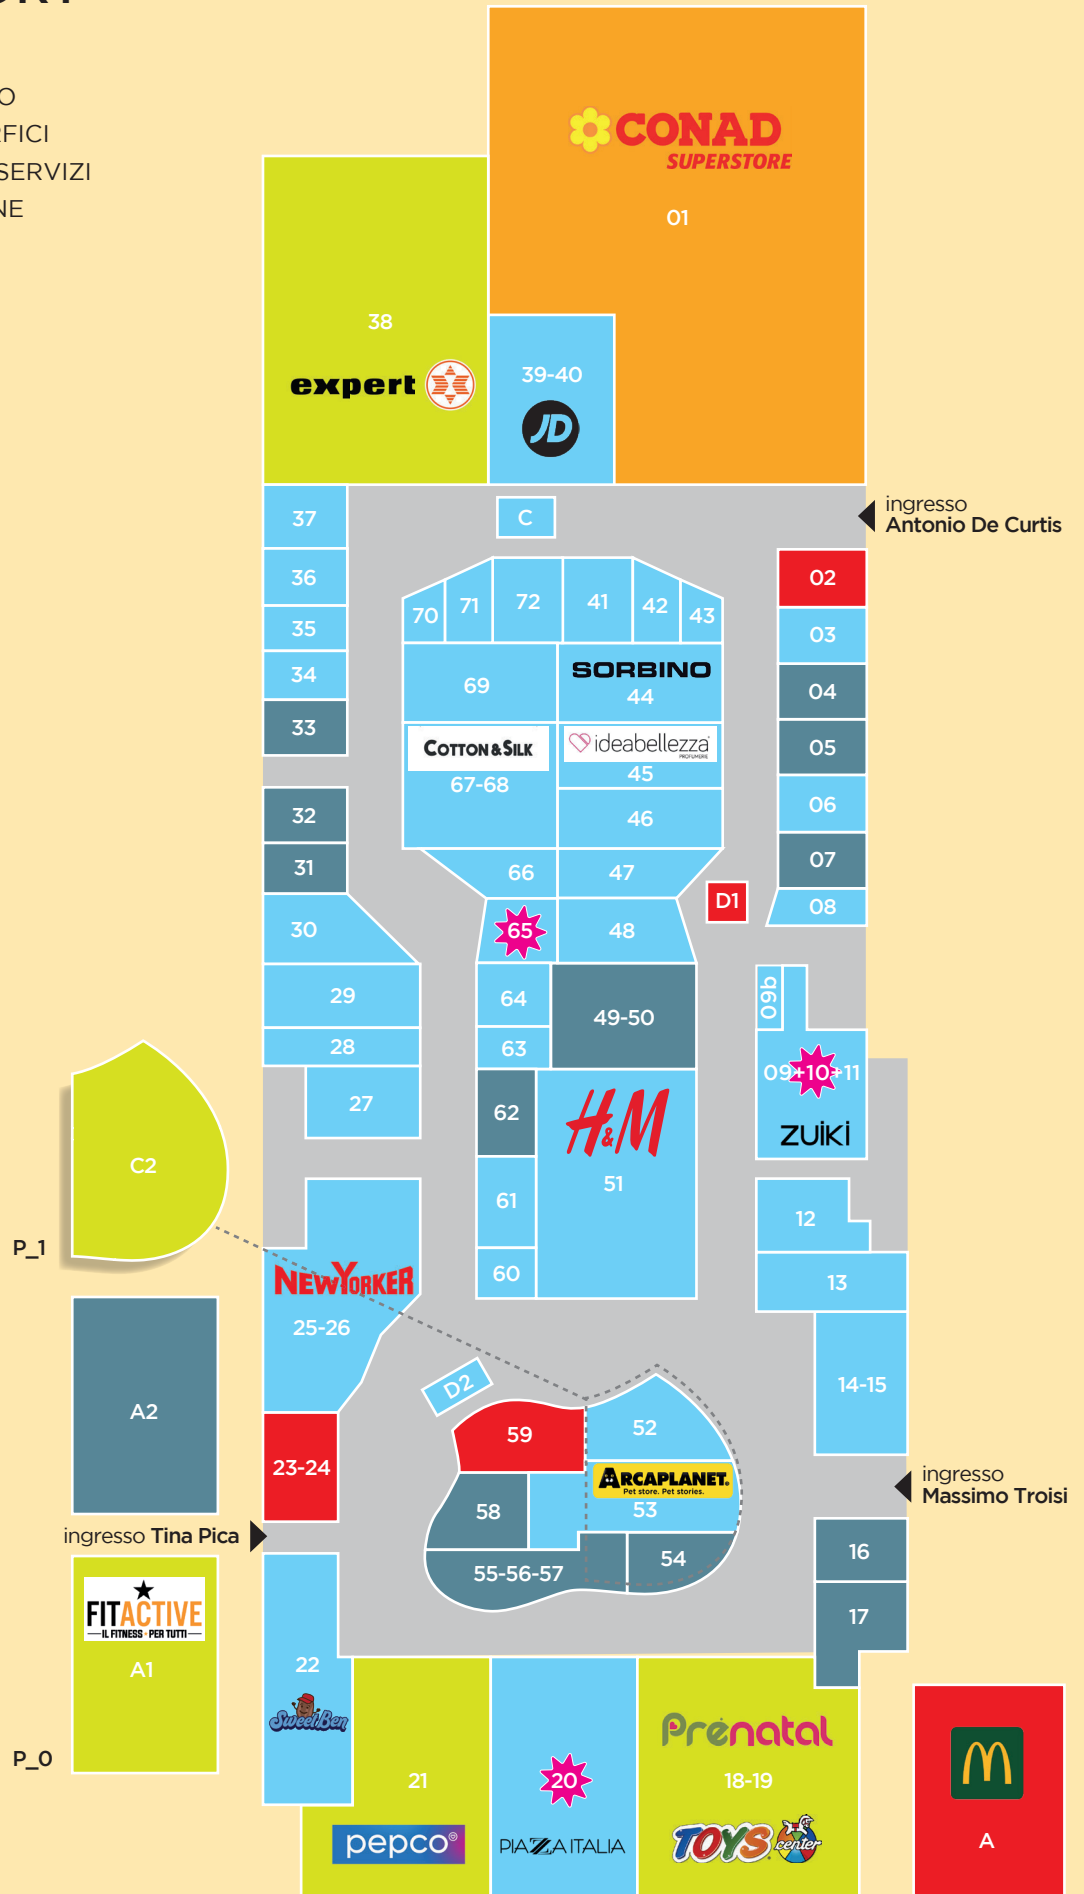 CONAD
SUPERSTORE
SERVIZI
01
38
expert
39-40
JD
37
C
ingresso
Antonio De Curtis
36
02
70
71
72
41
42
43
35
03
34
69
SORBINO
44
04
33
COTTON & SILK
ideabellezza
PROFUMERIE
05
67-68
45
32
46
06
31
66
47
07
D1
08
30
65
48
29
64
49-50
09b
28
63
27
62
H&M
09+10+11
ZUIKI
C2
51
61
12
P_1
60
13
NEWYORKER
25-26
A2
D2
14-15
59
52
23-24
ARCAPLANET.
Pet store. Pet stories.
ingresso
Massimo Troisi
58
53
ingresso Tina Pica
55-56-57
54
16
FITACTIVE
IL FITNESS PER TUTTI
17
A1
22
SweetBen
Prénatal
P_0
21
20
18-19
pepco
PIAZZA ITALIA
TOYS center
A